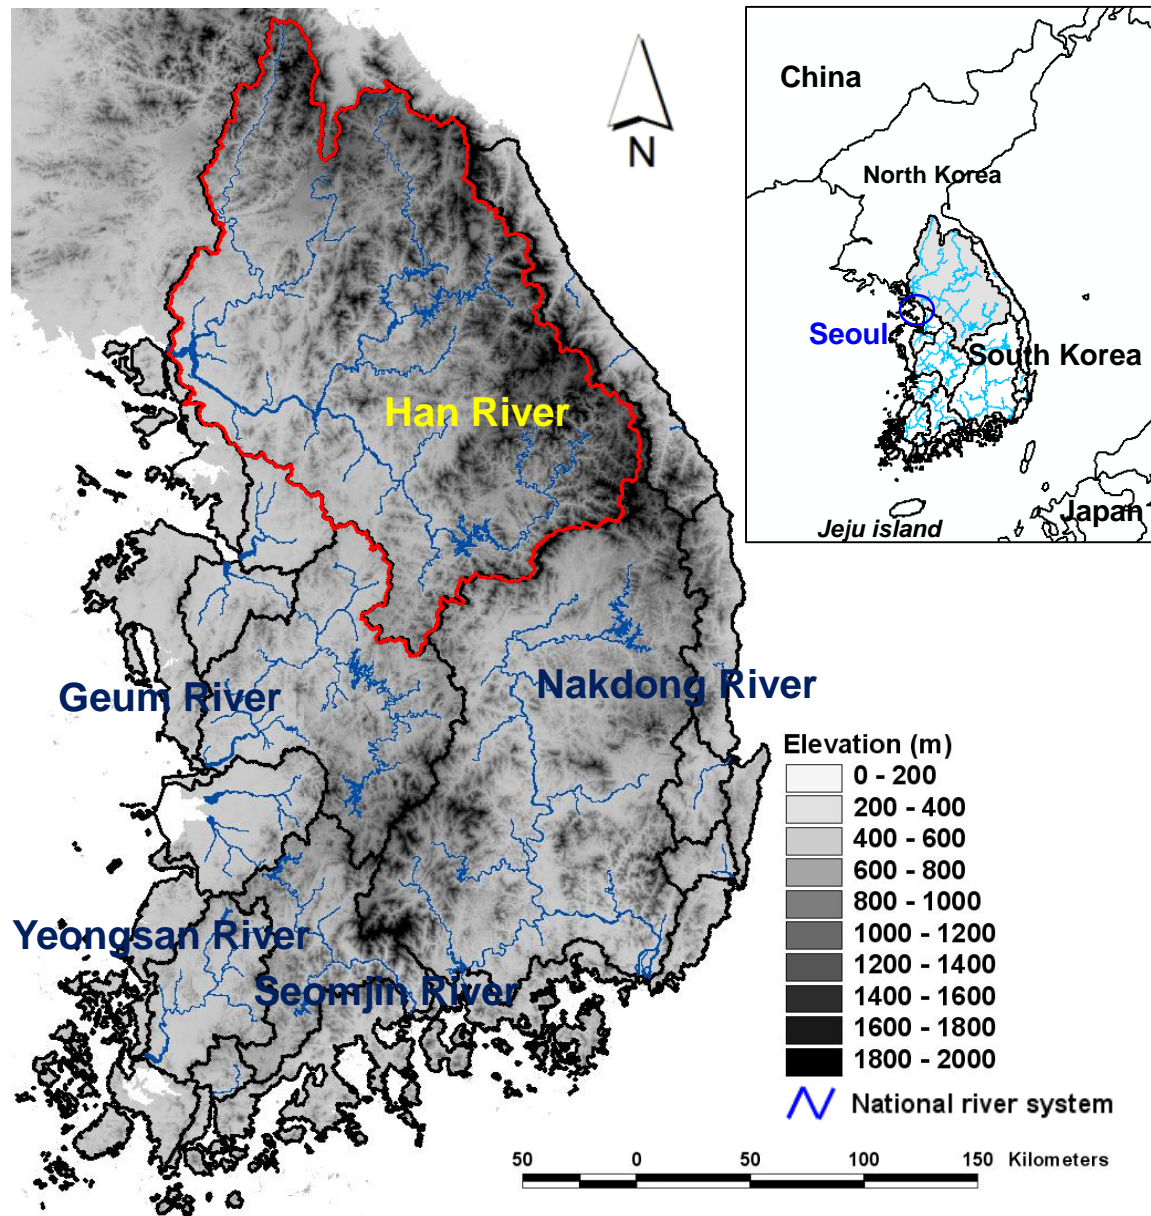 N
China
North Korea
Seoul
South Korea
Japan
Jeju island
Han River
Geum River
Nakdong River
Yeongsan River
Seomjin River
Elevation (m)
0 - 200
200 - 400
400 - 600
600 - 800
800 - 1000
1000 - 1200
1200 - 1400
1400 - 1600
1600 - 1800
1800 - 2000
National river system
50 0 50 100 150 Kilometers